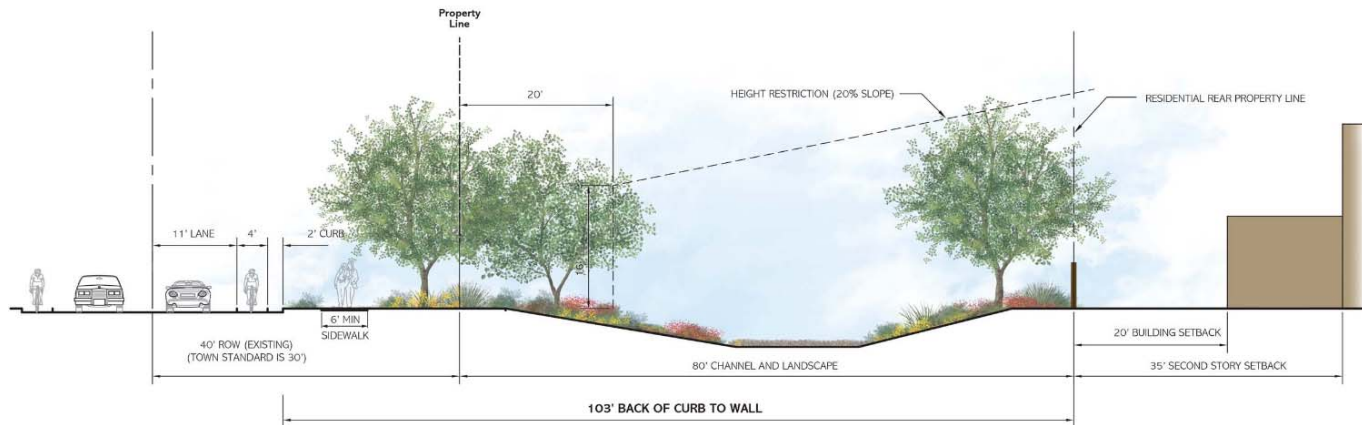 Property
Line
20'
HEIGHT RESTRICTION (20% SLOPE)
RESIDENTIAL REAR PROPERTY LINE
11' LANE
4'
2' CURB
6' MIN
SIDEWALK
40' ROW (EXISTING)
(TOWN STANDARD IS 30')
20' BUILDING SETBACK
80' CHANNEL AND LANDSCAPE
35' SECOND STORY SETBACK
103' BACK OF CURB TO WALL